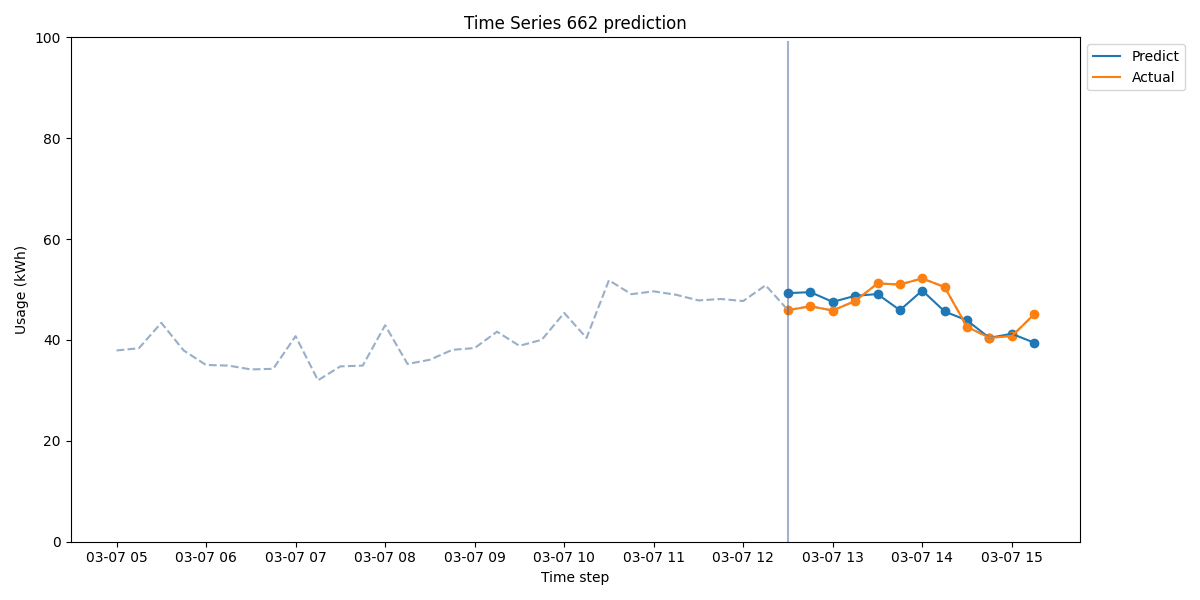 Time Series 662 prediction
Predict
Actual
Usage (kWh)
100
80
60
40
20
0
03-07 05 03-07 06 03-07 07 03-07 08 03-07 09 03-07 10 03-07 11 03-07 12 03-07 13 03-07 14 03-07 15
Time step